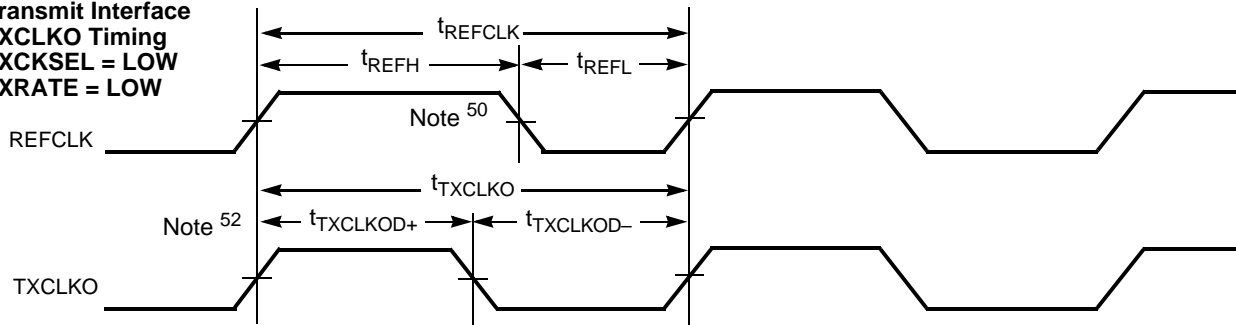 ransmit Interface
XCLKO Timing
XCKSEL = LOW
XRATE = LOW
tREFCLK
tREFH
tREFL
Note 50
REFCLK
tTXCLKO
Note 52
tTXCLKOD+
tTXCLKOD–
TXCLKO